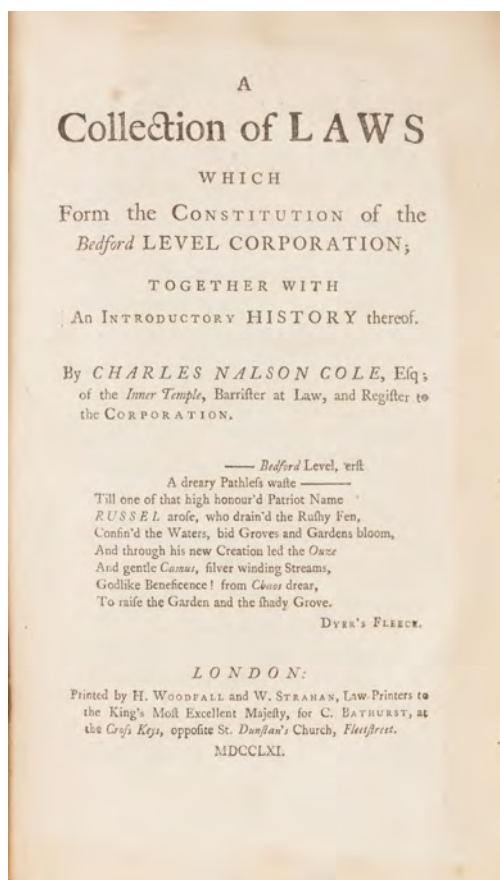 A
Collection of LAWS
WHICH
Form the CONSTITUTION of the
Bedford LEVEL CORPORATION;
TOGETHER WITH
An INTRODUCTORY HISTORY thereof.
By CHARLES NALSON COLE, Eſq;
of the Inner Temple, Barriſter at Law, and Regiſter to
the CORPORATION.
—— Bedford Level, 'erſt
A dreary Pathleſs waſte ———
Till one of that high honour'd Patriot Name
RUSSEL aroſe, who drain'd the Ruſhy Fen,
Confin'd the Waters, bid Groves and Gardens bloom,
And through his new Creation led the Ouze
And gentle Camus, ſilver winding Streams,
Godlike Beneficence! from Chaos drear,
To raiſe the Garden and the ſhady Grove.
DYER'S FLEECE.
LONDON:
Printed by H. WOODFALL and W. STRAHAN, Law-Printers to
the King's Moſt Excellent Majeſty, for C. BATHURST, at
the Croſs Keys, oppoſite St. Dunſtan's Church, Fleetſtreet.
MDCCLXI.